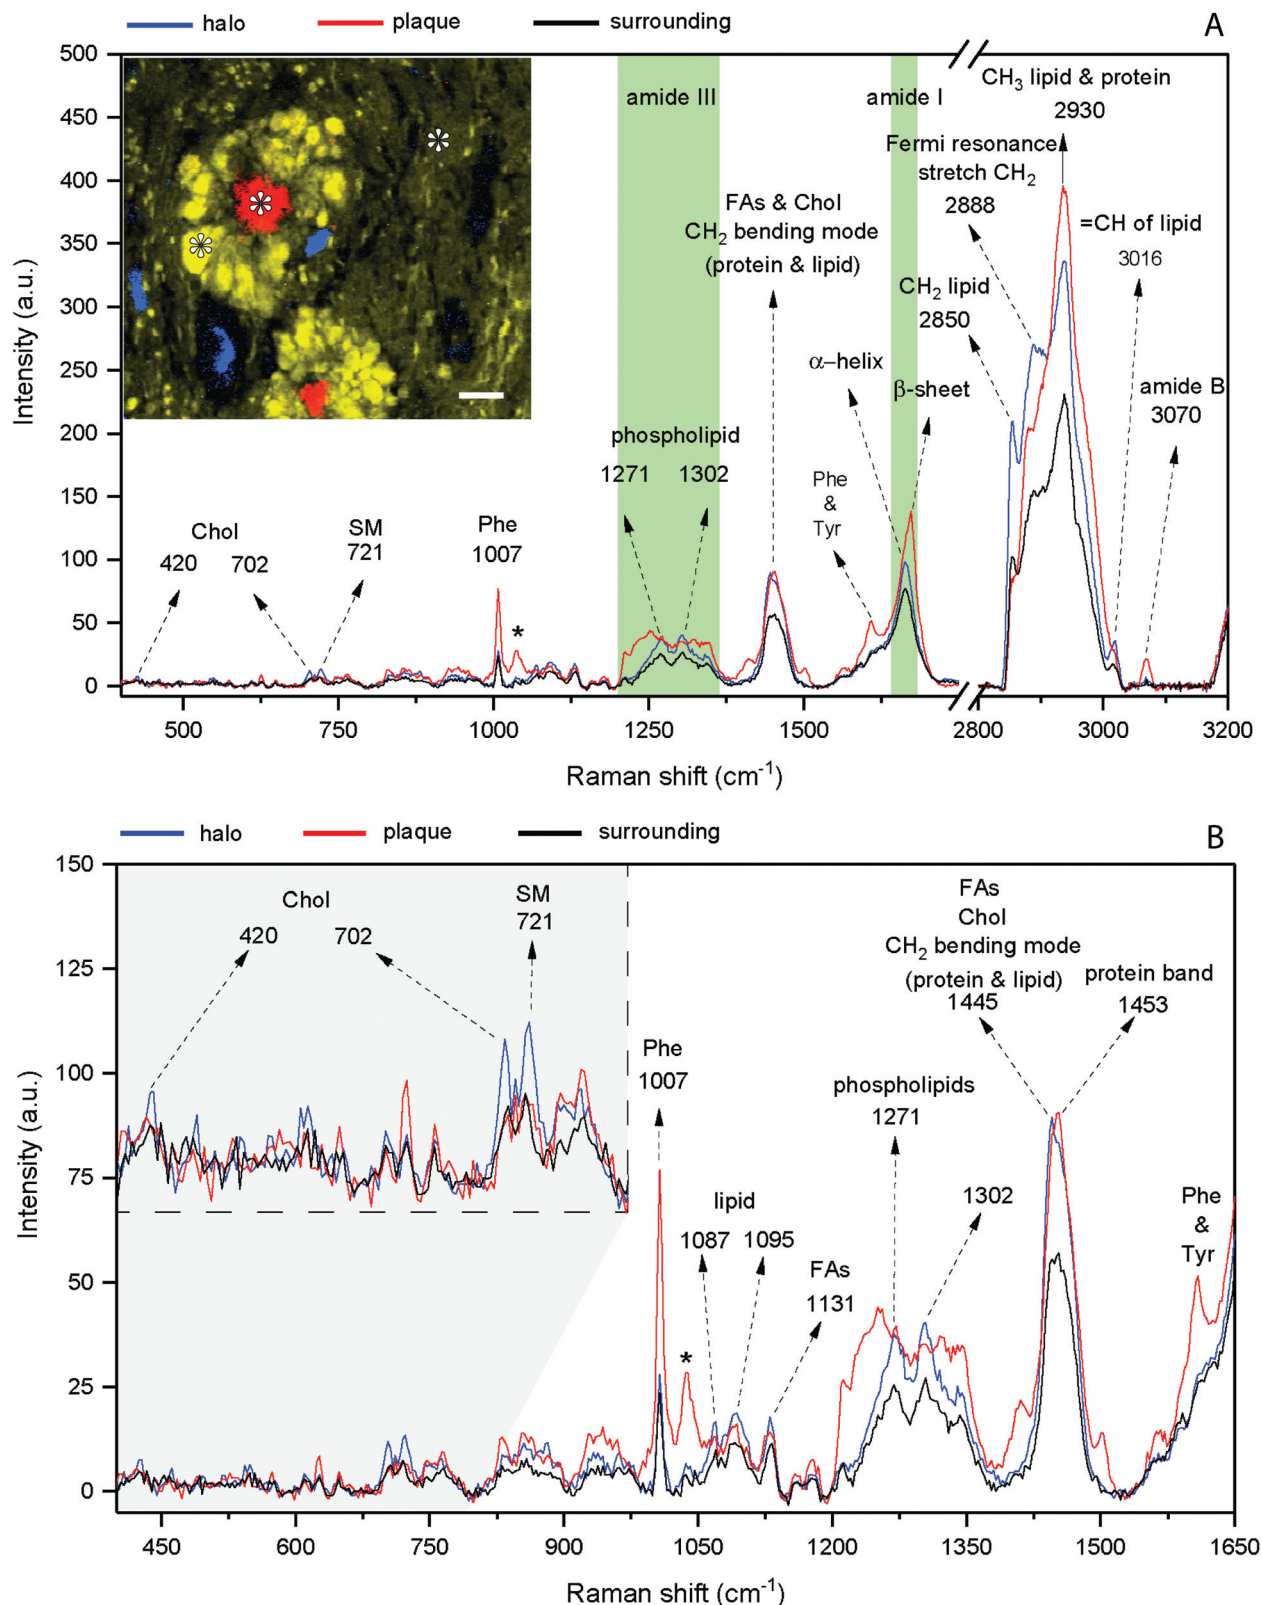 halo plaque surrounding A
500
450
400
350
300
250
200
150
100
50
0
Intensity (a.u.)
amide III
amide I
CH3 lipid & protein
2930
Fermi resonance
stretch CH2
2888
=CH of lipid
3016
FAs & Chol
CH2 bending mode
(protein & lipid)
CH2 lipid
2850
α–helix
β-sheet
amide B
3070
phospholipid
1271 1302
Phe
&
Tyr
Chol
420 702
SM
721
Phe
1007
*
500 750 1000 1250 1500 2800 3000 3200
Raman shift (cm-1)
halo plaque surrounding B
150
125
100
75
50
25
0
Intensity (a.u.)
Chol
420 702
SM
721
FAs
Chol
CH2 bending mode
(protein & lipid)
1445
protein band
1453
Phe
1007
phospholipids
1271
*
lipid
1087 1095
1302
FAs
1131
Phe
&
Tyr
450 600 750 900 1050 1200 1350 1500 1650
Raman shift (cm-1)